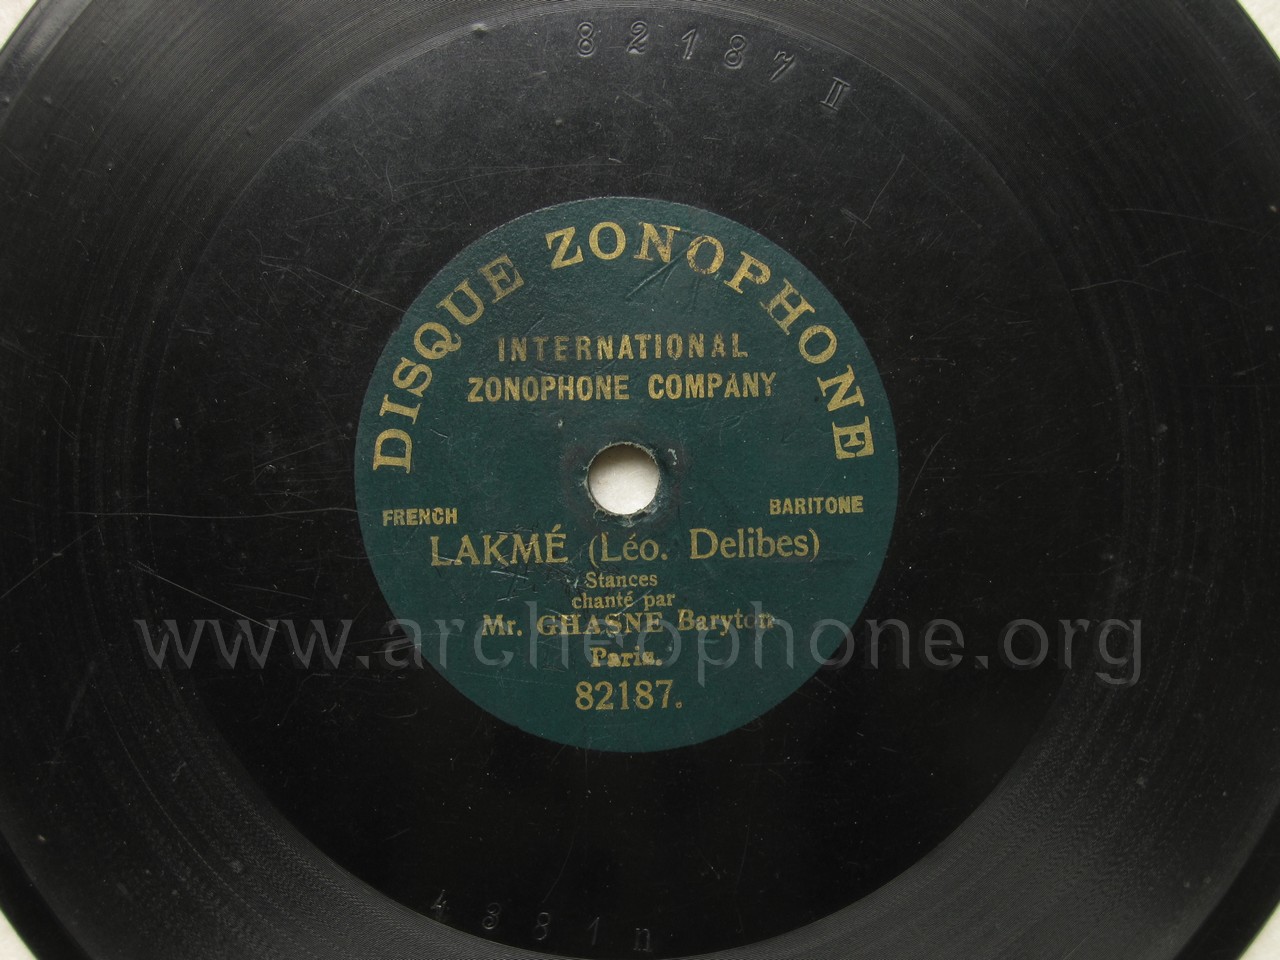 82187 II
DISQUE ZONOPHONE
INTERNATIONAL
ZONOPHONE COMPANY
FRENCH BARITONE
LAKMÉ (Léo. Delibes)
Stances
chanté par
Mr. GHASNE Baryton
www.archeophone.org
Paris.
82187.
4881n